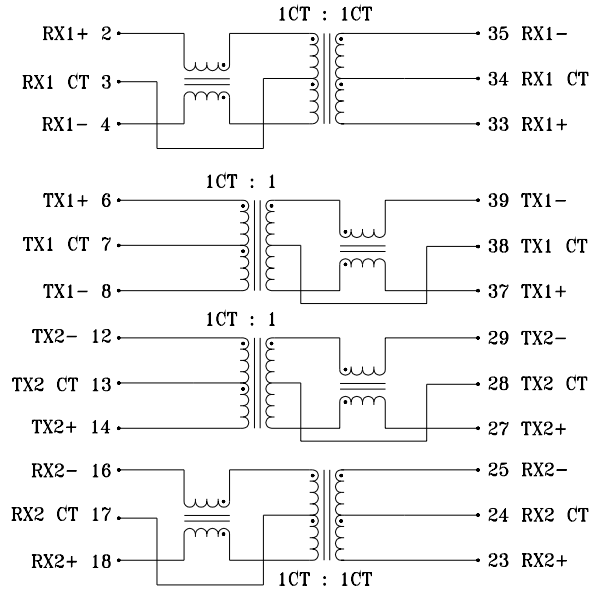 1CT : 1CT
RX1+ 2 35 RX1-
RX1 CT 3 34 RX1 CT
RX1- 4 33 RX1+
1CT : 1
TX1+ 6 39 TX1-
TX1 CT 7 38 TX1 CT
TX1- 8 37 TX1+
1CT : 1
TX2- 12 29 TX2-
TX2 CT 13 28 TX2 CT
TX2+ 14 27 TX2+
RX2- 16 25 RX2-
RX2 CT 17 24 RX2 CT
RX2+ 18 23 RX2+
1CT : 1CT